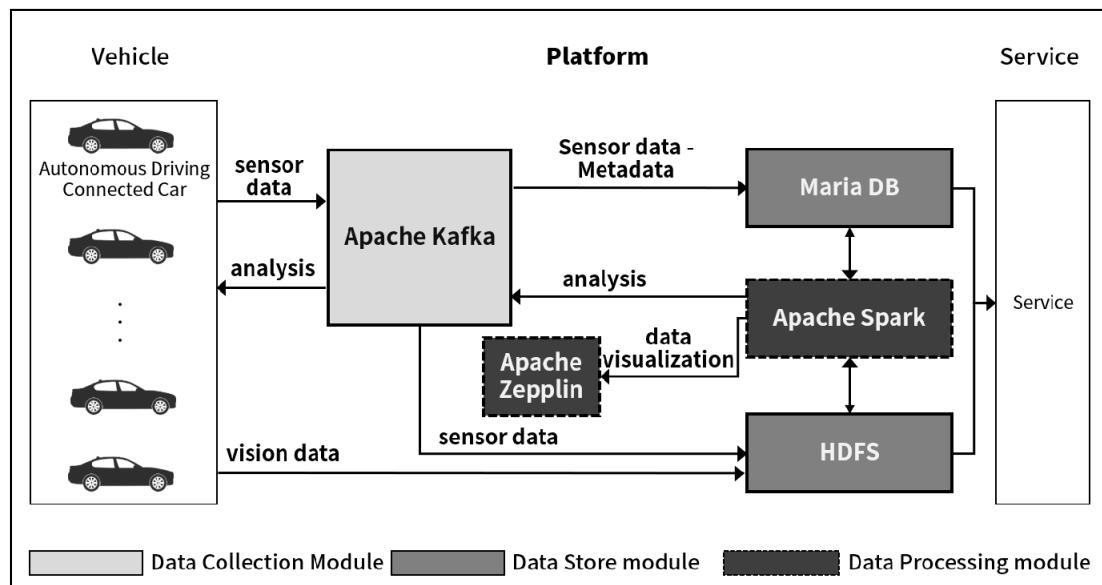 Vehicle
Platform
Service
Autonomous Driving
Connected Car
sensor
data
analysis
.
.
.
vision data
Apache Kafka
Sensor data -
Metadata
analysis
data
visualization
Apache
Zepplin
sensor data
Maria DB
Apache Spark
HDFS
Service
Data Collection Module
Data Store module
Data Processing module